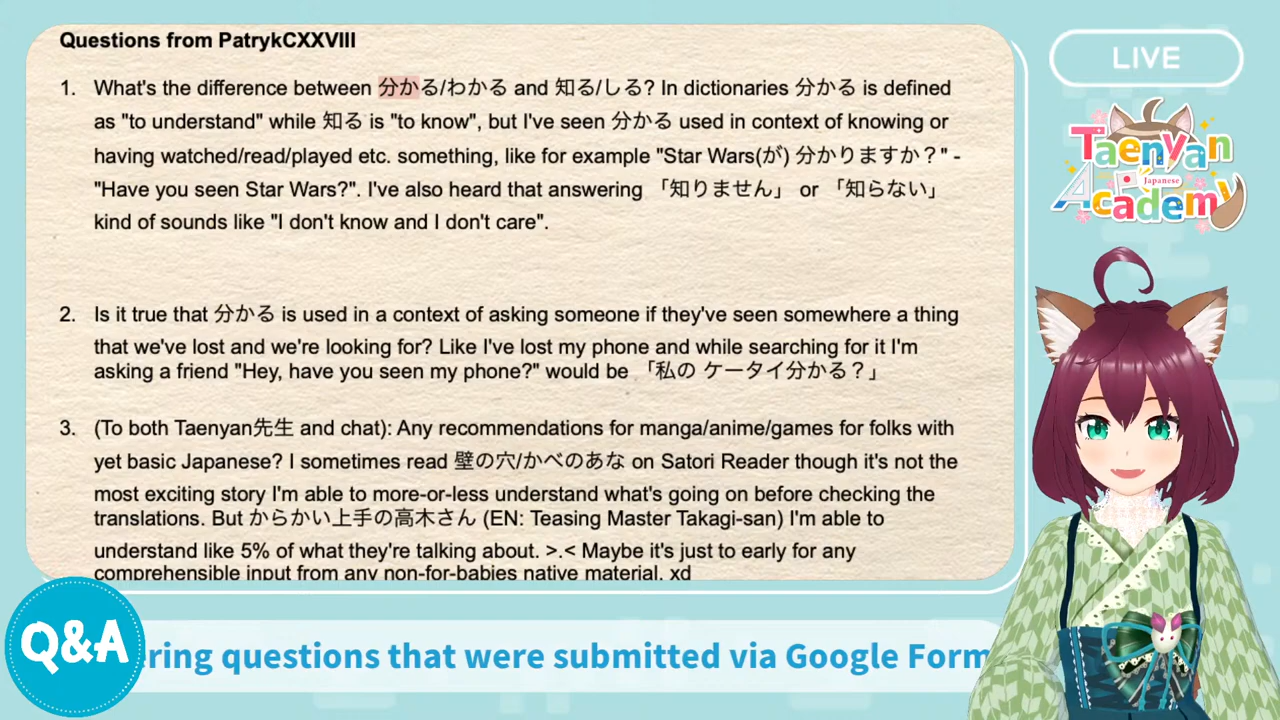 Questions from PatrykCXXVIII
1. What's the difference between 分かる/わかる and 知る/しる? In dictionaries 分かる is defined
as "to understand" while 知る is "to know", but I've seen 分かる used in context of knowing or
having watched/read/played etc. something, like for example "Star Wars(が) 分かりますか？" -
"Have you seen Star Wars?". I've also heard that answering 「知りません」 or 「知らない」
kind of sounds like "I don't know and I don't care".
2. Is it true that 分かる is used in a context of asking someone if they've seen somewhere a thing
that we've lost and we're looking for? Like I've lost my phone and while searching for it I'm
asking a friend "Hey, have you seen my phone?" would be 「私の ケータイ分かる？」
3. (To both Taenyan先生 and chat): Any recommendations for manga/anime/games for folks with
yet basic Japanese? I sometimes read 壁の穴/かべのあな on Satori Reader though it's not the
most exciting story I'm able to more-or-less understand what's going on before checking the
translations. But からかい上手の高木さん (EN: Teasing Master Takagi-san) I'm able to
understand like 5% of what they're talking about. >.< Maybe it's just to early for any
comprehensible input from any non-for-babies native material. xd
LIVE
Taenyan
Japanese
Academy
Q&A
ering questions that were submitted via Google Form